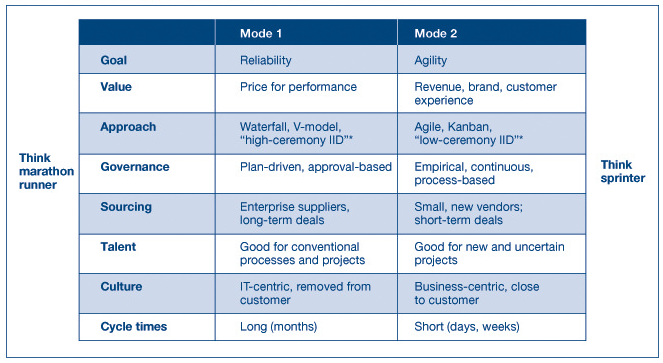 Mode 1 Mode 2
Goal Reliability Agility
Value Price for performance Revenue, brand, customer
experience
Approach Waterfall, V-model, Agile, Kanban,
“high-ceremony IID”* “low-ceremony IID”*
Think
marathon
runner
Governance Plan-driven, approval-based Empirical, continuous,
process-based
Think
sprinter
Sourcing Enterprise suppliers, Small, new vendors;
long-term deals short-term deals
Talent Good for conventional Good for new and uncertain
processes and projects projects
Culture IT-centric, removed from Business-centric, close
customer to customer
Cycle times Long (months) Short (days, weeks)